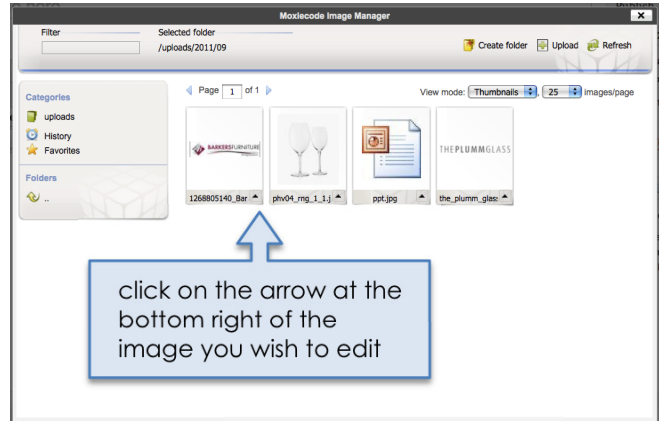 Moxiecode Image Manager
Filter
Selected folder
/uploads/2011/09
Create folder
Upload
Refresh
Categories
uploads
History
Favorites
Folders
..
Page 1 of 1
View mode: Thumbnails , 25 images/page
BARKERSFURNITURE
THEPLUMMGLASS
1268805140_Bar
phv04_rng_1_1.j
ppt.jpg
the_plumm_glas:
click on the arrow at the
bottom right of the
image you wish to edit